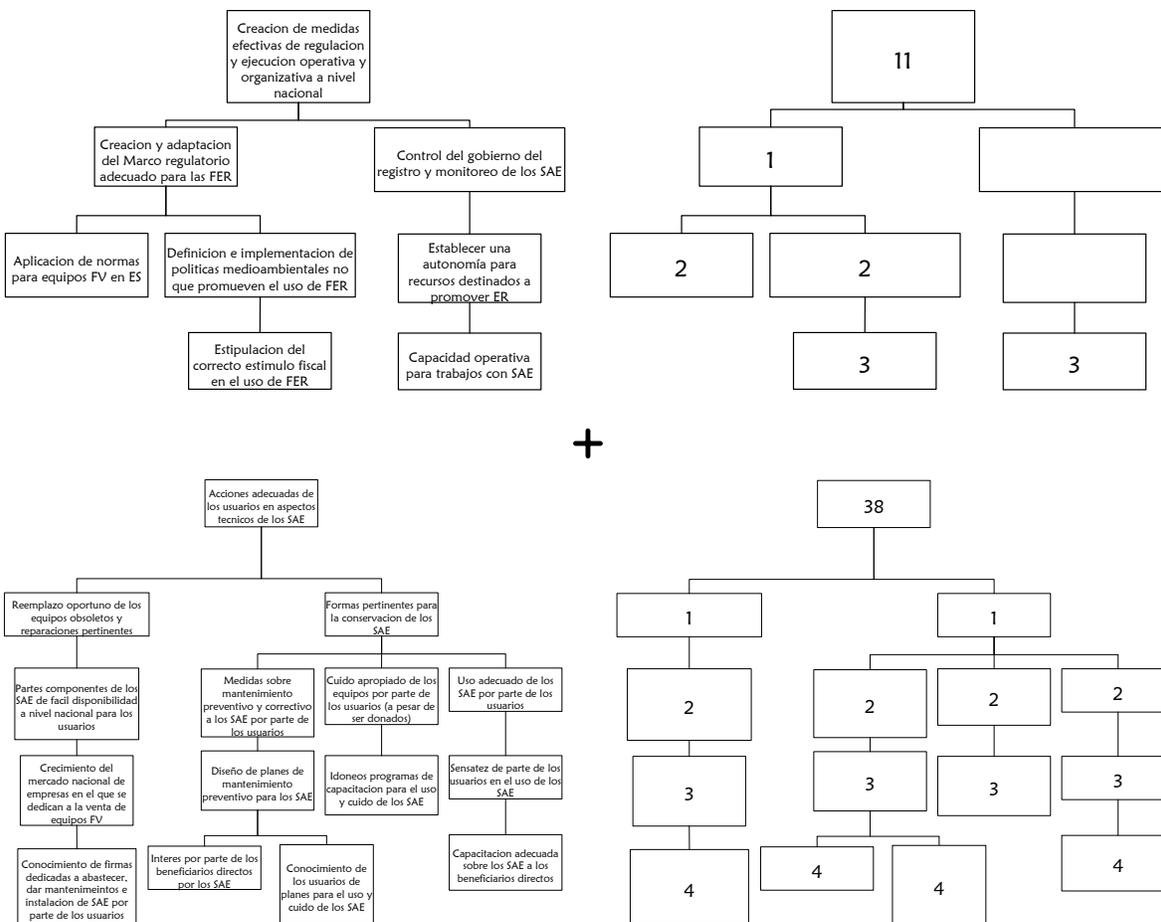 Creacion de medidas
efectivas de regulacion
y ejecucion operativa y
organizativa a nivel
nacional
11
Creacion y adaptacion
del Marco regulatorio
adecuado para las FER
Control del gobierno del
registro y monitoreo de los SAE
1
Aplicacion de normas
para equipos FV en ES
Definicion e implementacion de
politicas medioambientales no
que promueven el uso de FER
Establecer una
autonomía para
recursos destinados a
promover ER
2
2
Estipulacion del
correcto estimulo fiscal
en el uso de FER
Capacidad operativa
para trabajos con SAE
3
3
+
Acciones adecuadas de
los usuarios en aspectos
tecnicos de los SAE
38
Reemplazo oportuno de los
equipos obsoletos y
reparaciones pertinentes
Formas pertinentes para
la conservacion de los
SAE
1
1
Partes componentes de los
SAE de facil disponibilidad
a nivel nacional para los
usuarios
Medidas sobre
mantenimiento
preventivo y correctivo
a los SAE por parte de
los usuarios
Cuido apropiado de los
equipos por parte de
los usuarios (a pesar de
ser donados)
Uso adecuado de los
SAE por parte de los
usuarios
2
2
2
2
Crecimiento del
mercado nacional de
empresas en el que se
dedican a la venta de
equipos FV
Diseño de planes de
mantenimiento
preventivo para los SAE
Idoneos programas de
capacitacion para el uso
y cuido de los SAE
Sensatez de parte de los
usuarios en el uso de los
SAE
3
3
3
3
Conocimiento de firmas
dedicadas a abastecer,
dar mantenimeintos e
instalacion de SAE por
parte de los usuarios
Interes por parte de los
beneficiarios directos
por los SAE
Conocimiento de
los usuarios de
planes para el uso y
cuido de los SAE
Capacitacion adecuada
sobre los SAE a los
beneficiarios directos
4
4
4
4